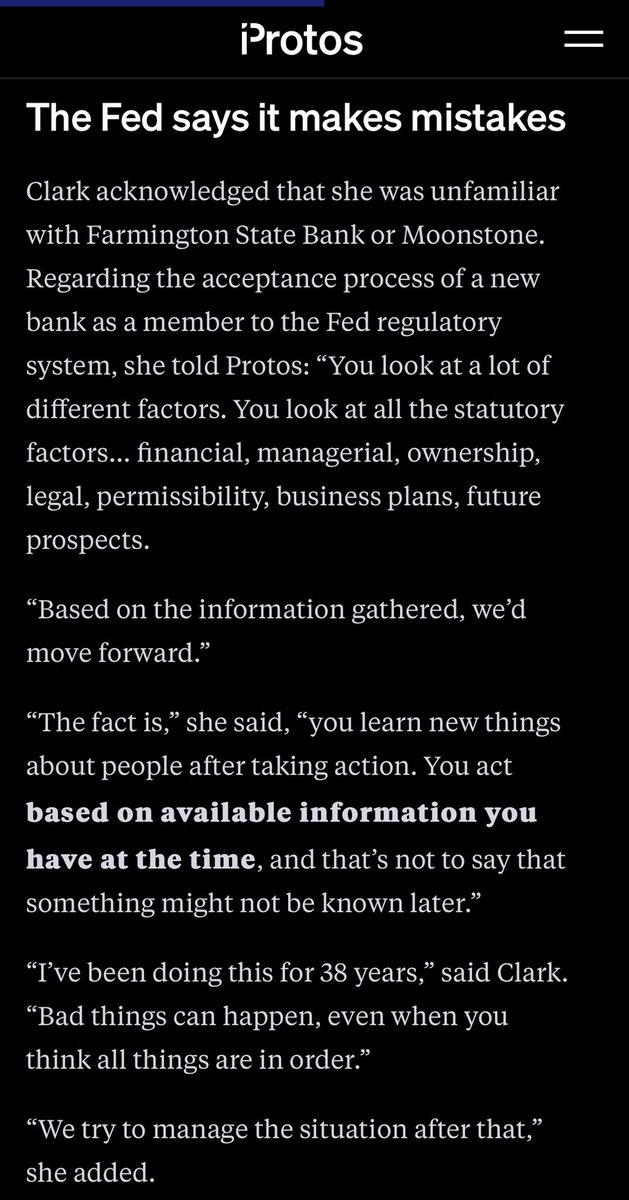 Protos
The Fed says it makes mistakes
Clark acknowledged that she was unfamiliar
with Farmington State Bank or Moonstone.
Regarding the acceptance process of a new
bank as a member to the Fed regulatory
system, she told Protos: “You look at a lot of
different factors. You look at all the statutory
factors... financial, managerial, ownership,
legal, permissibility, business plans, future
prospects.
“Based on the information gathered, we’d
move forward.”
“The fact is,” she said, “you learn new things
about people after taking action. You act
based on available information you
have at the time, and that’s not to say that
something might not be known later.”
“I’ve been doing this for 38 years,” said Clark.
“Bad things can happen, even when you
think all things are in order.”
“We try to manage the situation after that,”
she added.